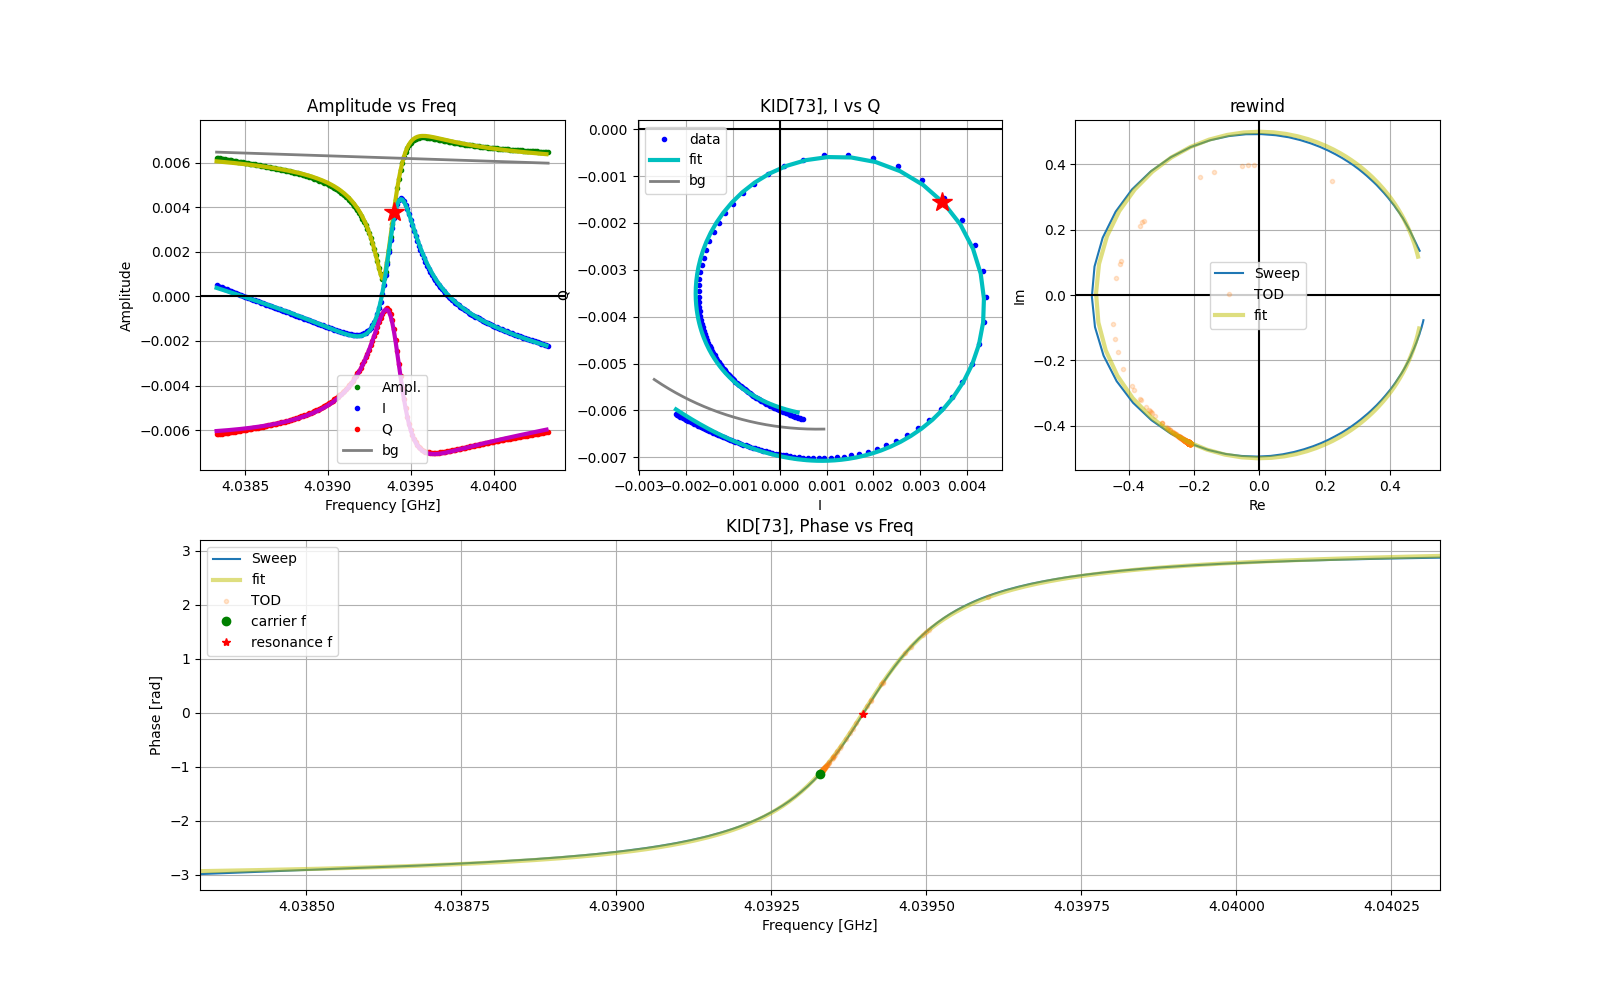 Amplitude vs Freq
Amplitude
0.006
0.004
0.002
0.000
−0.002
−0.004
−0.006
Ampl.
I
Q
bg
4.0385
4.0390
4.0395
4.0400
Frequency [GHz]
KID[73], I vs Q
Q
0.000
−0.001
−0.002
−0.003
−0.004
−0.005
−0.006
−0.007
data
fit
bg
−0.003
−0.002
−0.001
0.000
0.001
0.002
0.003
0.004
I
rewind
Im
0.4
0.2
0.0
−0.2
−0.4
Sweep
TOD
fit
−0.4
−0.2
0.0
0.2
0.4
Re
KID[73], Phase vs Freq
Phase [rad]
3
2
1
0
−1
−2
−3
Sweep
fit
TOD
carrier f
resonance f
4.03850
4.03875
4.03900
4.03925
4.03950
4.03975
4.04000
4.04025
Frequency [GHz]